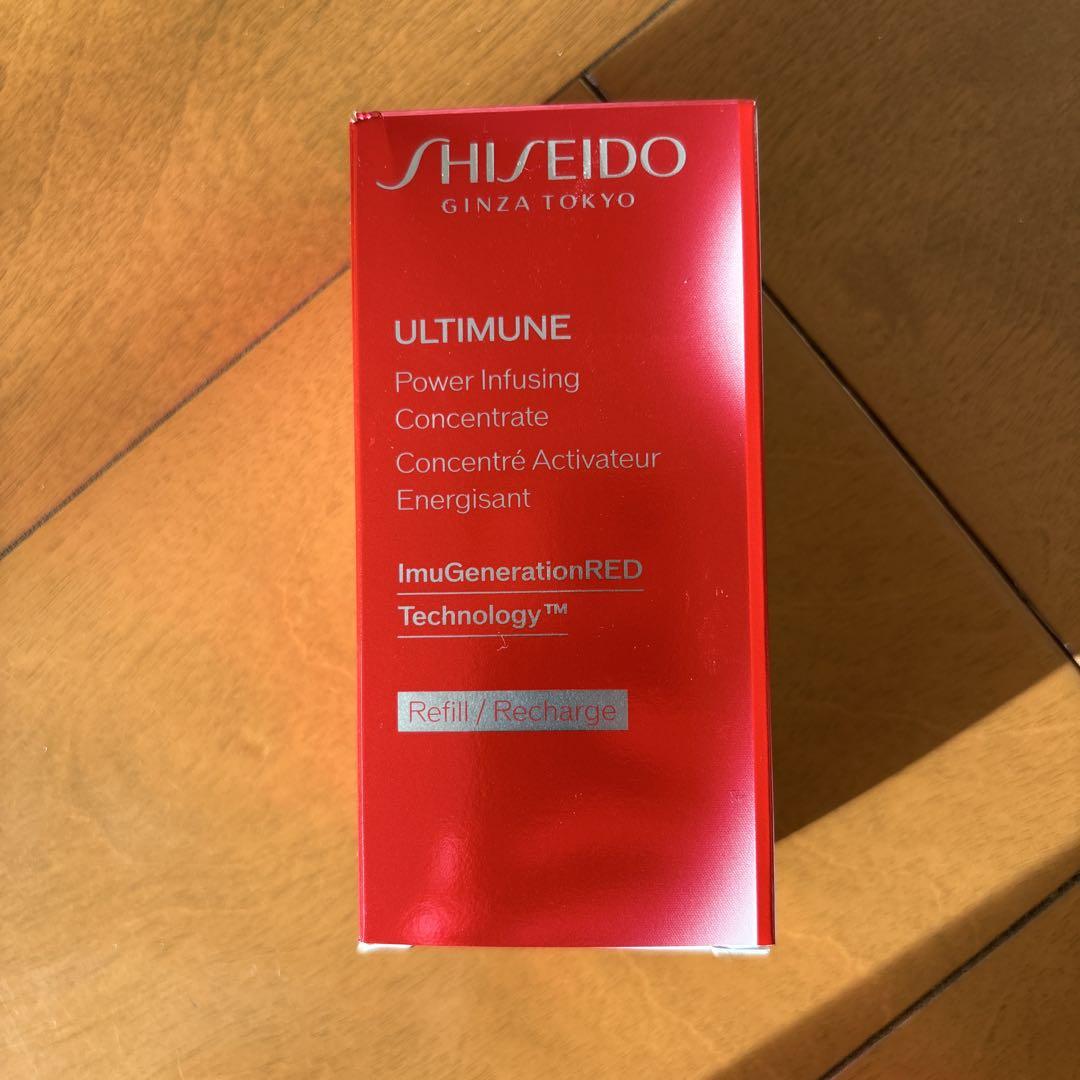 SHISEIDO
GINZA TOKYO
ULTIMUNE
Power Infusing
Concentrate
Concentré Activateur
Energisant
ImuGenerationRED
Technology™
Refill / Recharge